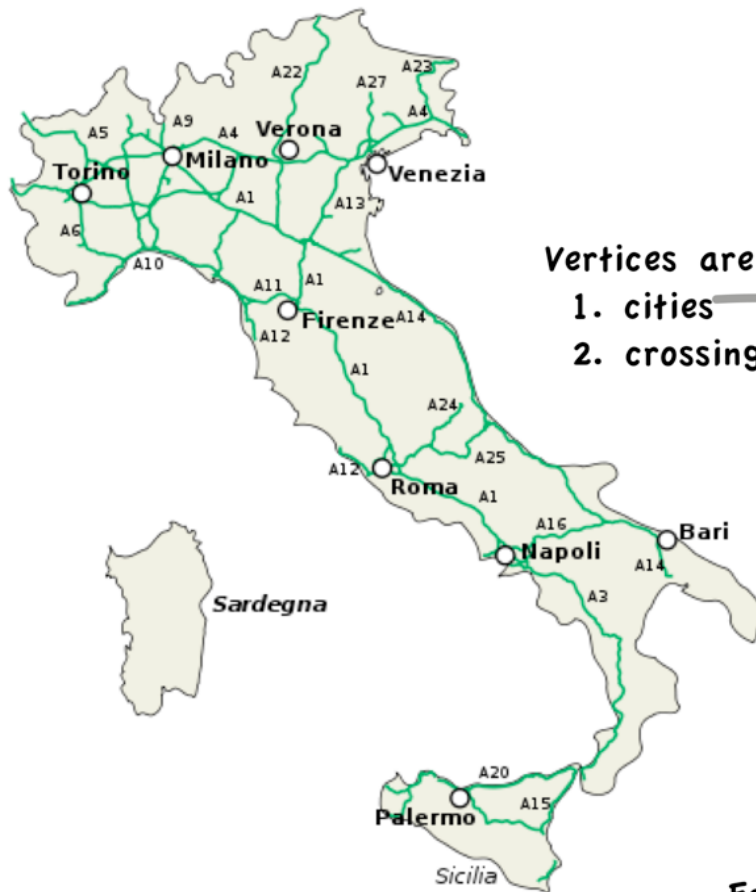 A22
A23
A27
A9
A5
A4
A4
Verona
Milano
Torino
Venezia
A1
A13
A6
A10
A11
A1
Firenze
A14
A12
A1
A24
A12
Roma
A25
A1
A16
Bari
Napoli
A14
A3
Sardegna
A20
A15
Palermo
Sicilia
Vertices are
1. cities
2. crossing